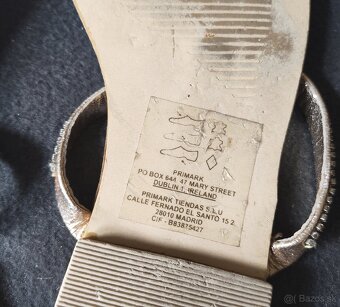 PRIMARK
PO BOX 644, 47 MARY STREET
DUBLIN 1, IRELAND
PRIMARK TIENDAS S.L.U
CALLE FERNADO EL SANTO 15 2
28010 MADRID
CIF - B83875427
Bazos.sk